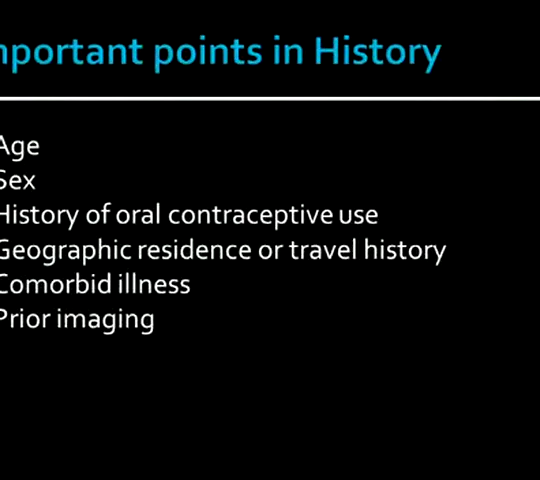 mportant points in History
Age
Sex
History of oral contraceptive use
Geographic residence or travel history
Comorbid illness
Prior imaging